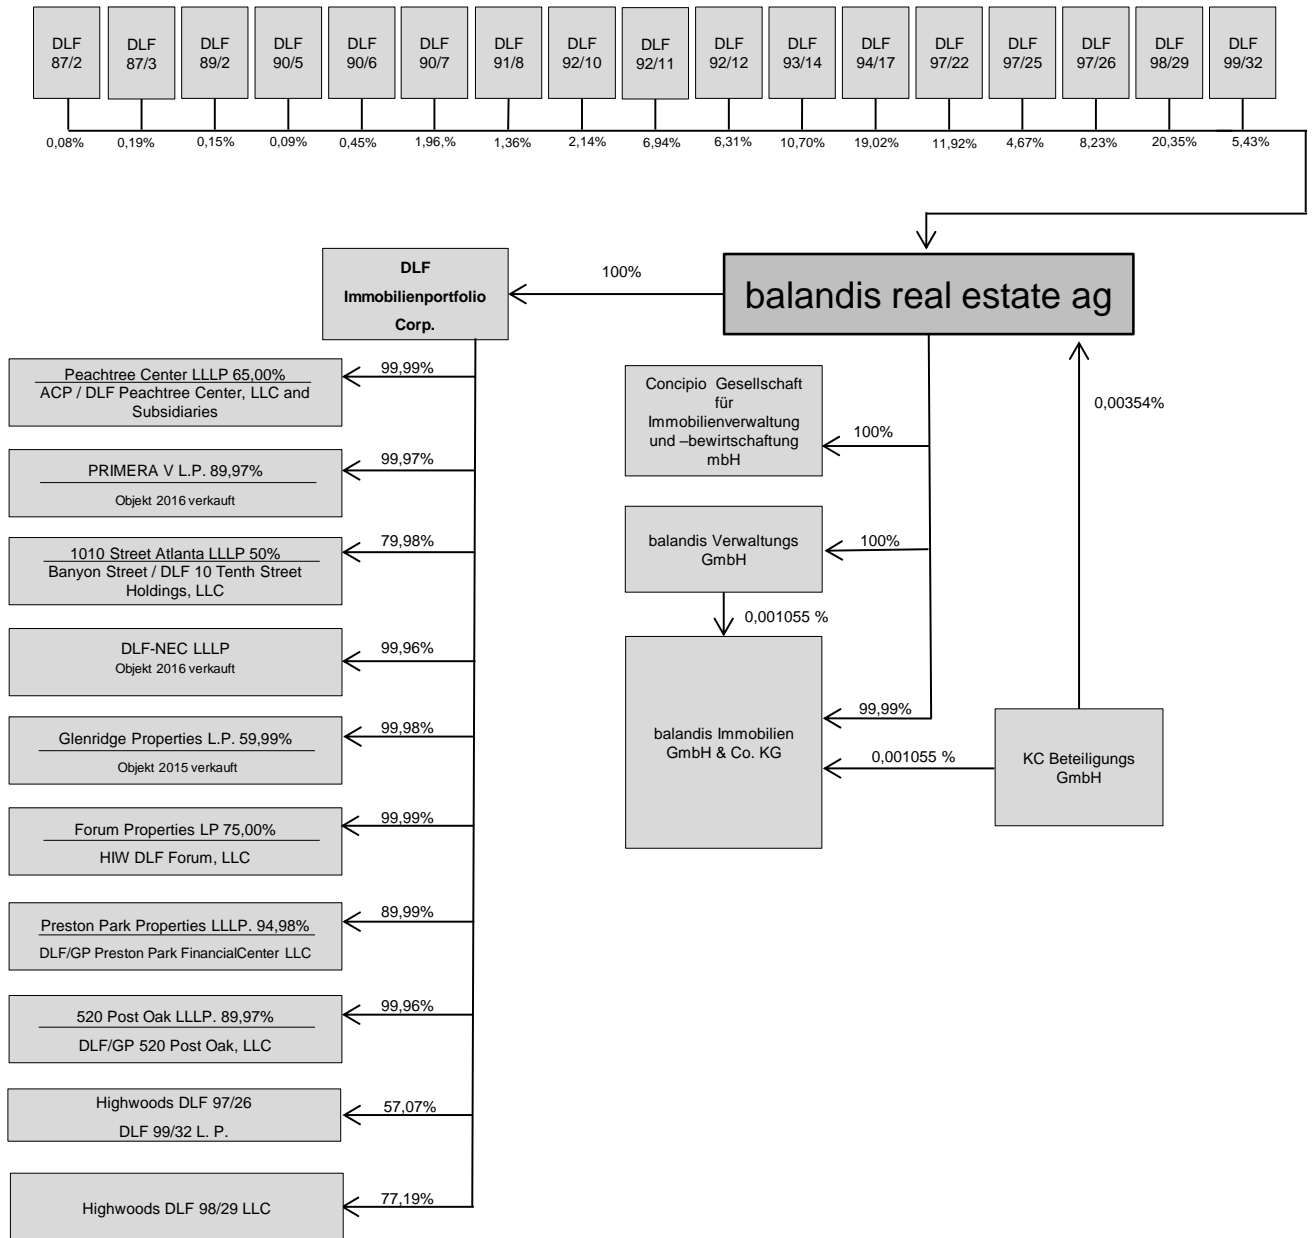 DLF
87/2
DLF
87/3
DLF
89/2
DLF
90/5
DLF
90/6
DLF
90/7
DLF
91/8
DLF
92/10
DLF
92/11
DLF
92/12
DLF
93/14
DLF
94/17
DLF
97/22
DLF
97/25
DLF
97/26
DLF
98/29
DLF
99/32
0,08%
0,19%
0,15%
0,09%
0,45%
1,96,%
1,36%
2,14%
6,94%
6,31%
10,70%
19,02%
11,92%
4,67%
8,23%
20,35%
5,43%
DLF
Immobilienportfolio
Corp.
100%
balandis real estate ag
Peachtree Center LLLP 65,00%
ACP / DLF Peachtree Center, LLC and
Subsidiaries
99,99%
PRIMERA V L.P. 89,97%
Objekt 2016 verkauft
99,97%
1010 Street Atlanta LLLP 50%
Banyon Street / DLF 10 Tenth Street
Holdings, LLC
79,98%
DLF-NEC LLLP
Objekt 2016 verkauft
99,96%
Glenridge Properties L.P. 59,99%
Objekt 2015 verkauft
99,98%
Forum Properties LP 75,00%
HIW DLF Forum, LLC
99,99%
Preston Park Properties LLLP. 94,98%
DLF/GP Preston Park FinancialCenter LLC
89,99%
520 Post Oak LLLP. 89,97%
DLF/GP 520 Post Oak, LLC
99,96%
Highwoods DLF 97/26
DLF 99/32 L. P.
57,07%
Highwoods DLF 98/29 LLC
77,19%
Concipio Gesellschaft
für
Immobilienverwaltung
und –bewirtschaftung
mbH
100%
balandis Verwaltungs
GmbH
100%
0,001055 %
balandis Immobilien
GmbH & Co. KG
99,99%
0,001055 %
KC Beteiligungs
GmbH
0,00354%